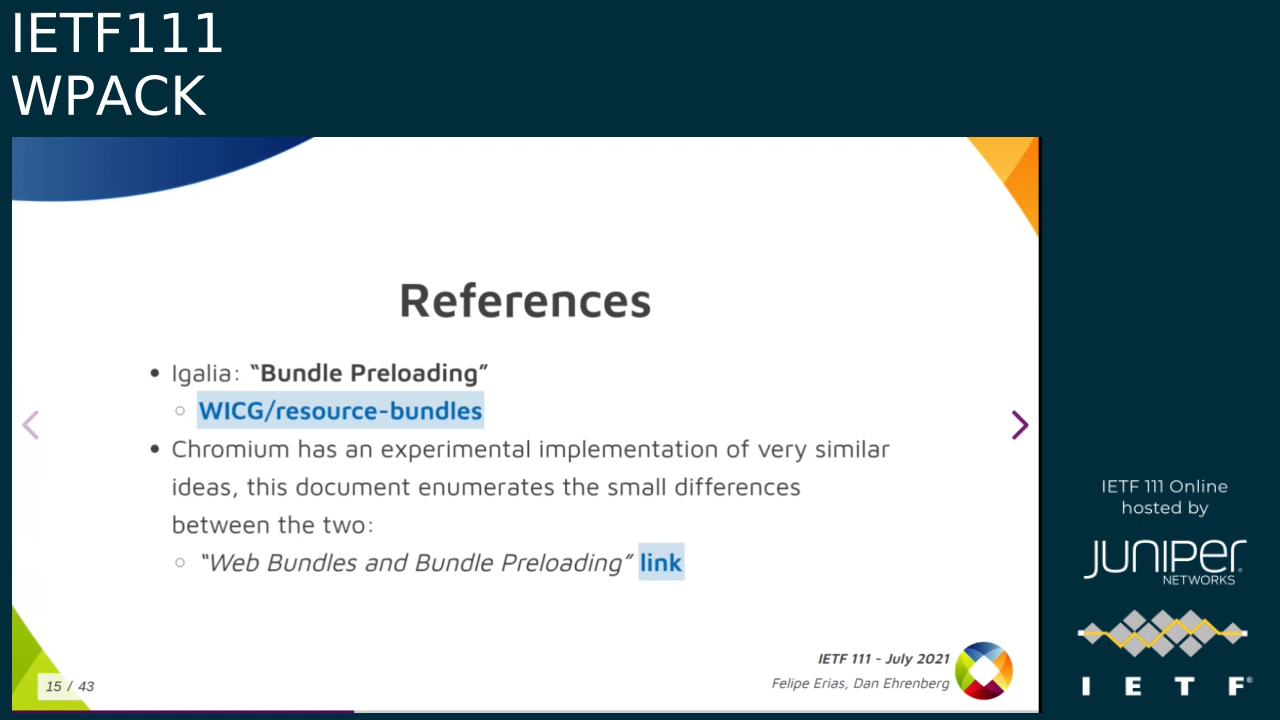 IETF111
WPACK
References
• Igalia: “Bundle Preloading”
○ WICG/resource-bundles
• Chromium has an experimental implementation of very similar
ideas, this document enumerates the small differences
between the two:
○ “Web Bundles and Bundle Preloading” link
IETF 111 - July 2021
Felipe Erias, Dan Ehrenberg
15 / 43
IETF 111 Online
hosted by
JUNIPER
NETWORKS
I E T F®